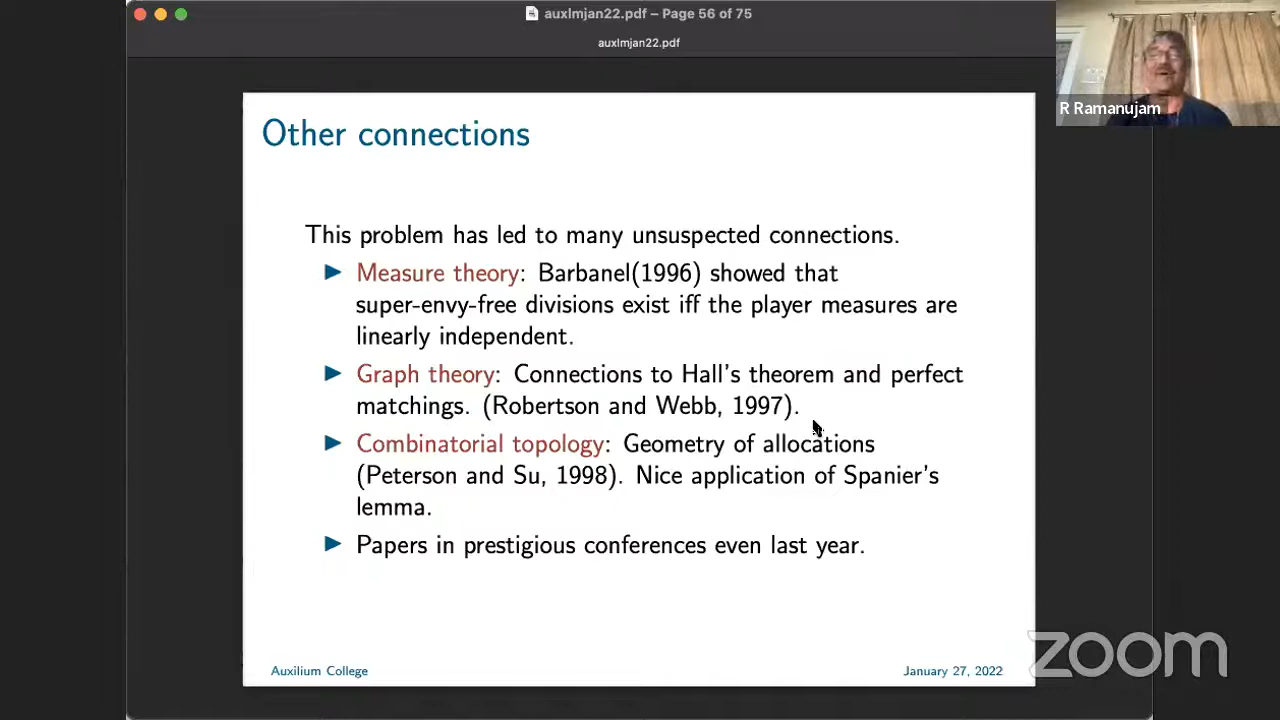 auxlmjan22.pdf – Page 56 of 75
auxlmjan22.pdf
R Ramanujam
Other connections
This problem has led to many unsuspected connections.
▶ Measure theory: Barbanel(1996) showed that
super-envy-free divisions exist iff the player measures are
linearly independent.
▶ Graph theory: Connections to Hall's theorem and perfect
matchings. (Robertson and Webb, 1997).
▶ Combinatorial topology: Geometry of allocations
(Peterson and Su, 1998). Nice application of Spanier's
lemma.
▶ Papers in prestigious conferences even last year.
Auxilium College
January 27, 2022
zoom